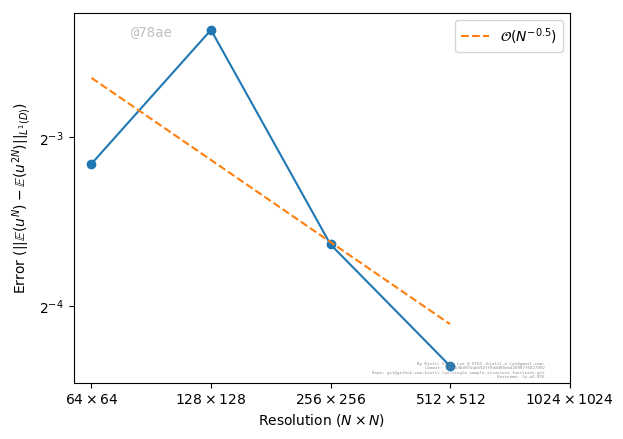 @78ae
O(N^{-0.5})
2^{-3}
Error (||𝔼(u^N) − 𝔼(u^{2N})||_{L^1(D)})
2^{-4}
64 × 64 128 × 128 256 × 256 512 × 512 1024 × 1024
Resolution (N × N)